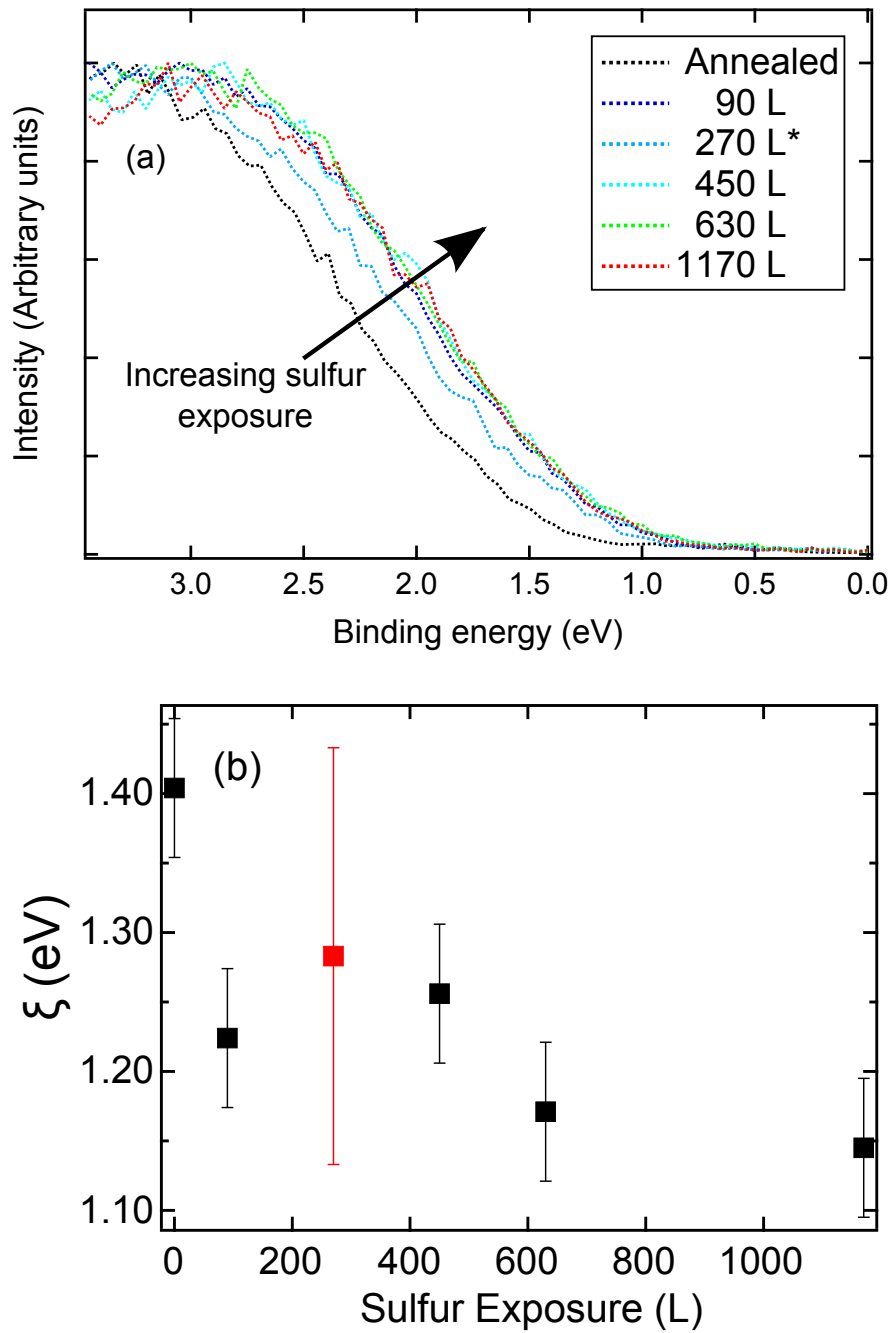 Intensity (Arbitrary units)
(a)
Annealed
90 L
270 L*
450 L
630 L
1170 L
Increasing sulfur
exposure
3.0 2.5 2.0 1.5 1.0 0.5 0.0
Binding energy (eV)
(b)
ξ (eV)
1.40
1.30
1.20
1.10
0 200 400 600 800 1000
Sulfur Exposure (L)